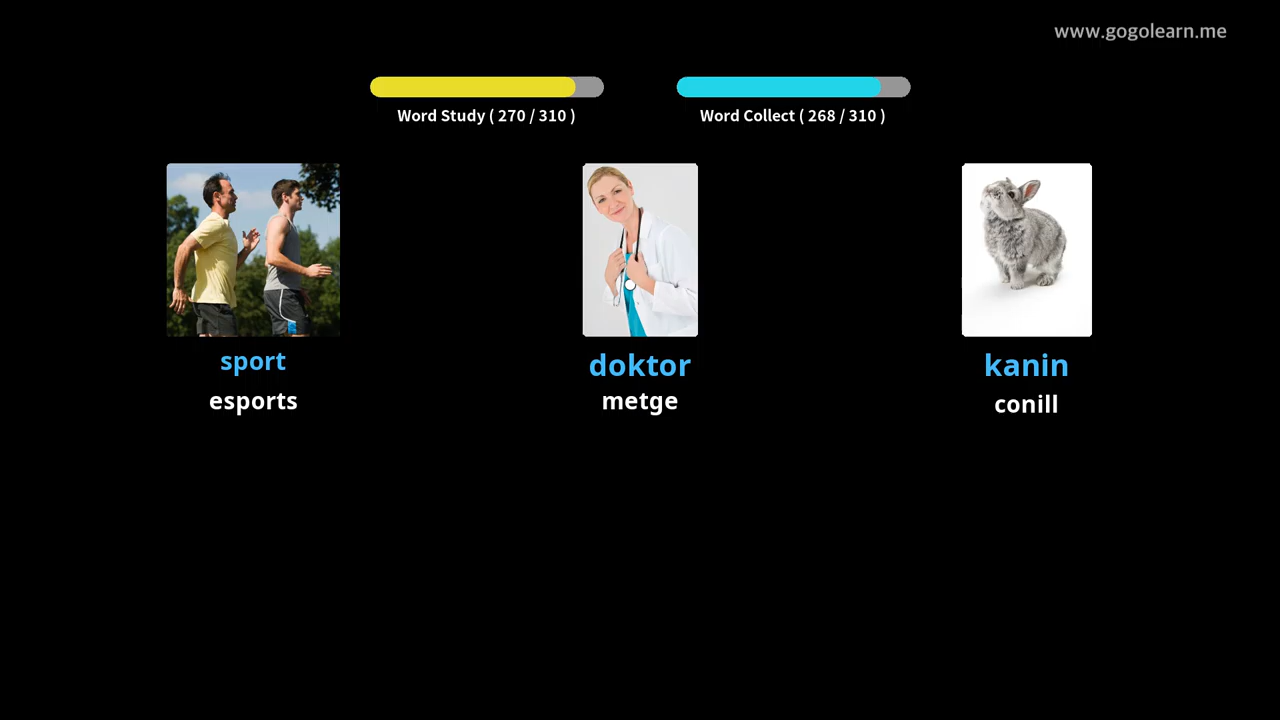 www.gogolearn.me
Word Study ( 270 / 310 )
Word Collect ( 268 / 310 )
sport
esports
doktor
metge
kanin
conill